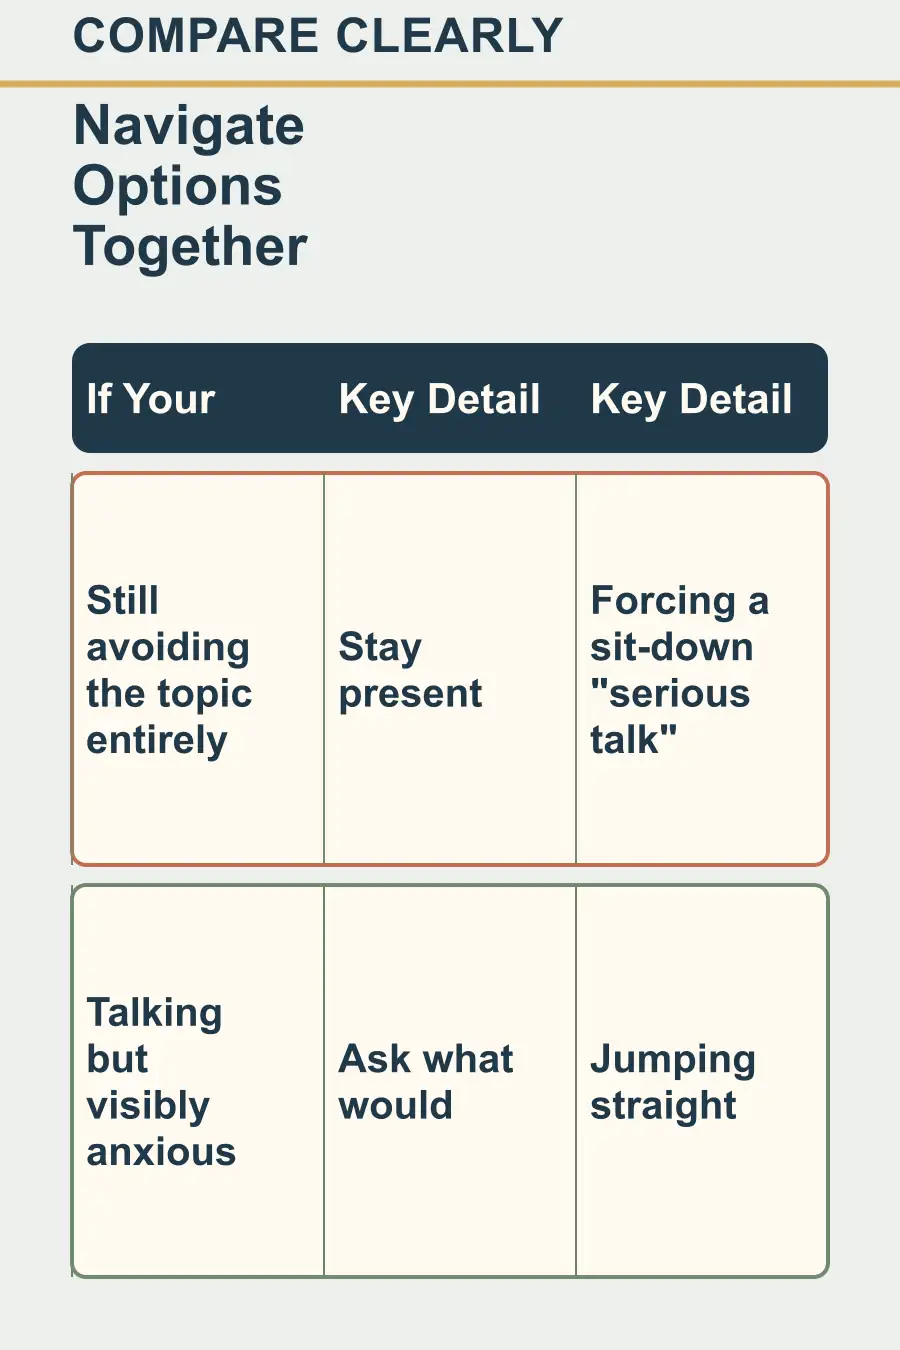 COMPARE CLEARLY
Navigate
Options
Together
If Your
Key Detail
Key Detail
Still
avoiding
the topic
entirely
Stay
present
Forcing a
sit-down
"serious
talk"
Talking
but
visibly
anxious
Ask what
would
Jumping
straight